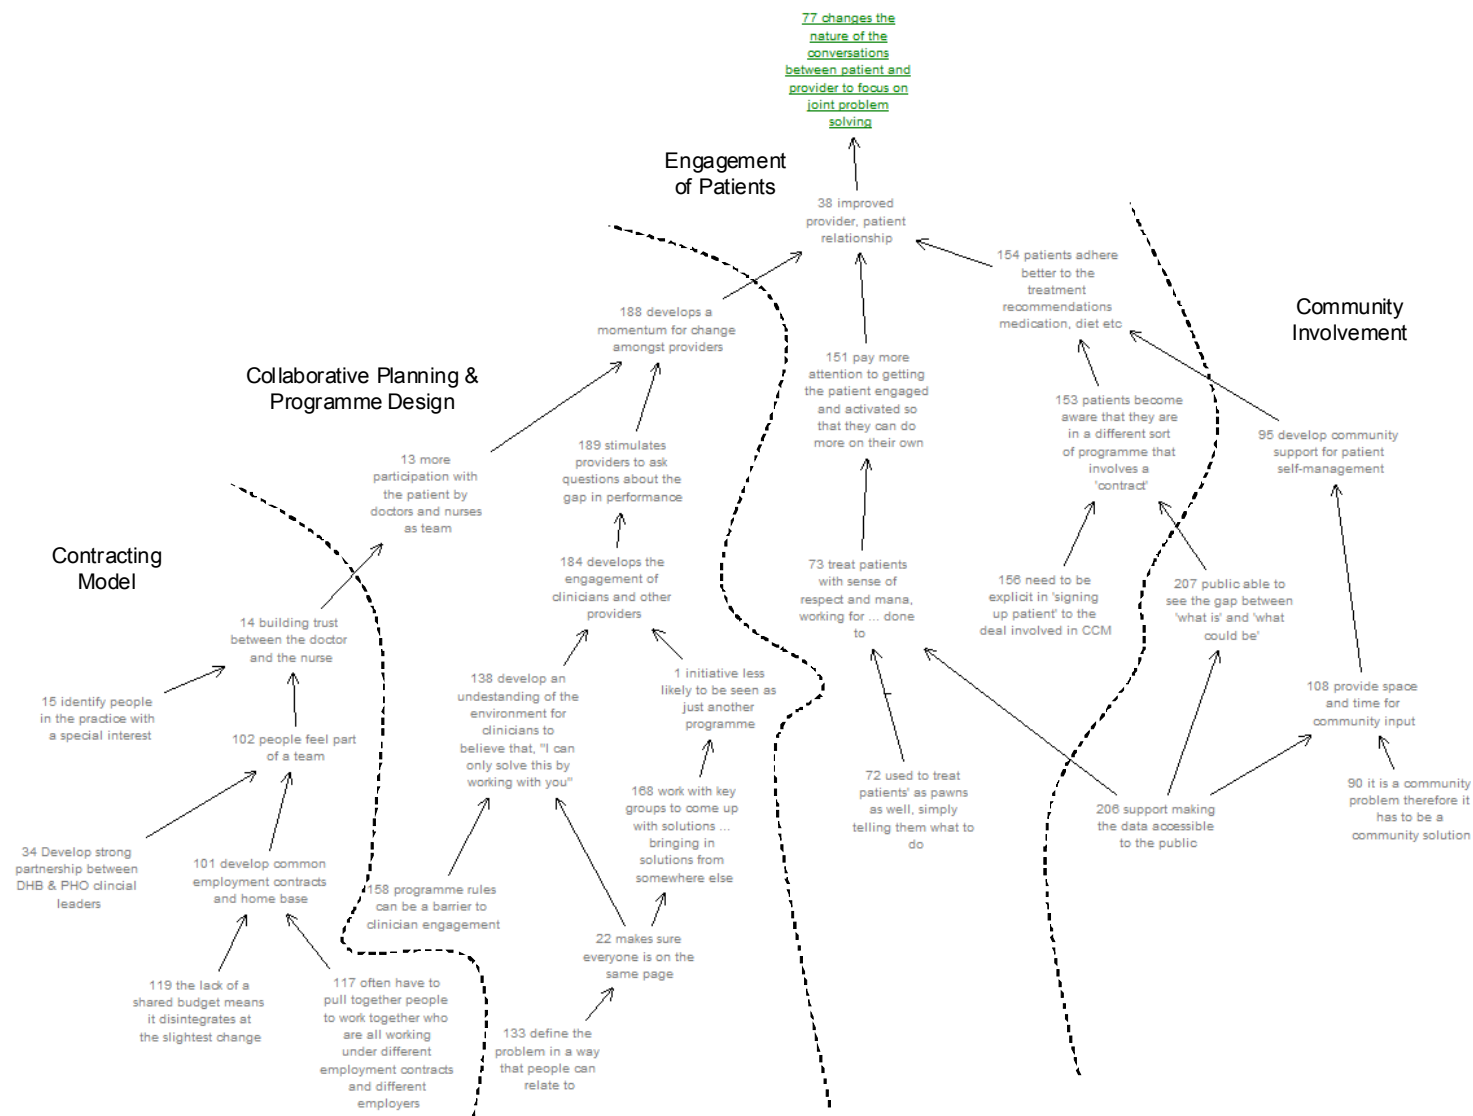 77 changes the
nature of the
conversations
between patient and
provider to focus on
joint problem
solving
Engagement
of Patients
38 improved
provider, patient
relationship
154 patients adhere
better to the
treatment
recommendations
medication, diet etc
Community
Involvement
188 develops a
momentum for change
amongst providers
151 pay more
attention to getting
the patient engaged
and activated so
that they can do
more on their own
Collaborative Planning &
Programme Design
153 patients become
aware that they are
in a different sort
of programme that
involves a
'contract'
95 develop community
support for patient
self-management
189 stimulates
providers to ask
questions about the
gap in performance
13 more
participation with
the patient by
doctors and nurses
as team
Contracting
Model
184 develops the
engagement of
clinicians and other
providers
73 treat patients
with sense of
respect and mana,
working for ... done
to
156 need to be
explicit in 'signing
up patient' to the
deal involved in CCM
207 public able to
see the gap between
'what is' and 'what
could be'
14 building trust
between the doctor
and the nurse
15 identify people
in the practice with
a special interest
138 develop an
undestanding of the
environment for
clinicians to
believe that, "I can
only solve this by
working with you"
1 initiative less
likely to be seen as
just another
programme
108 provide space
and time for
community input
102 people feel part
of a team
72 used to treat
patients' as pawns
as well, simply
telling them what to
do
90 it is a community
problem therefore it
has to be a
community solution
168 work with key
groups to come up
with solutions ...
bringing in
solutions from
somewhere else
206 support making
the data accessible
to the public
34 Develop strong
partnership between
DHB & PHO clincial
leaders
101 develop common
employment contracts
and home base
158 programme rules
can be a barrier to
clinician engagement
22 makes sure
everyone is on the
same page
119 the lack of a
shared budget means
it disintegrates at
the slightest change
117 often have to
pull together people
to work together who
are all working
under different
employment contracts
and different
employers
133 define the
problem in a way
that people can
relate to